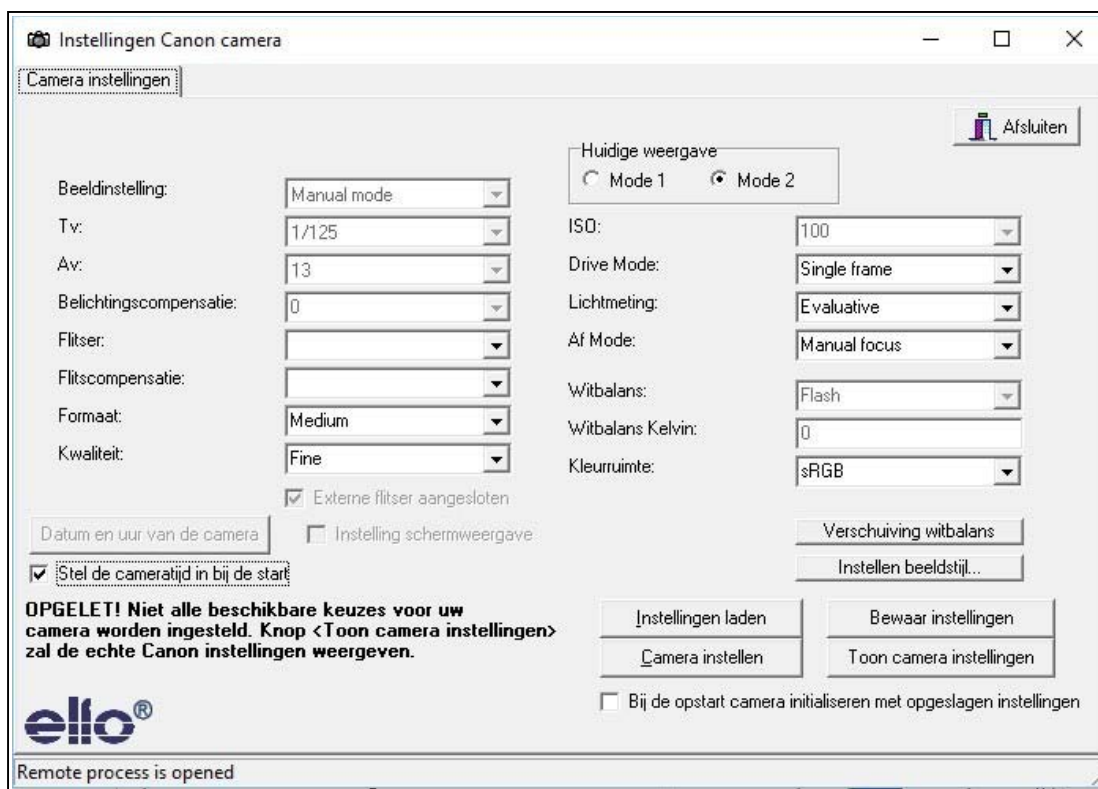 Instellingen Canon camera
Camera instellingen
Afsluiten
Huidige weergave
Mode 1
Mode 2
Beeldinstelling:
Manual mode
Tv:
1/125
Av:
13
Belichtingscompensatie:
0
Flitser:
Flitscompensatie:
Formaat:
Medium
Kwaliteit:
Fine
Externe flitser aangesloten
Datum en uur van de camera
Instelling schermweergave
Stel de cameratijd in bij de start
ISO:
100
Drive Mode:
Single frame
Lichtmeting:
Evaluative
Af Mode:
Manual focus
Witbalans:
Flash
Witbalans Kelvin:
0
Kleurruimte:
sRGB
Verschuiving witbalans
Instellen beeldstijl...
OPGELET! Niet alle beschikbare keuzes voor uw
camera worden ingesteld. Knop <Toon camera instellingen>
zal de echte Canon instellingen weergeven.
Instellingen laden
Bewaar instellingen
Camera instellen
Toon camera instellingen
Bij de opstart camera initialiseren met opgeslagen instellingen
elfo®
Remote process is opened